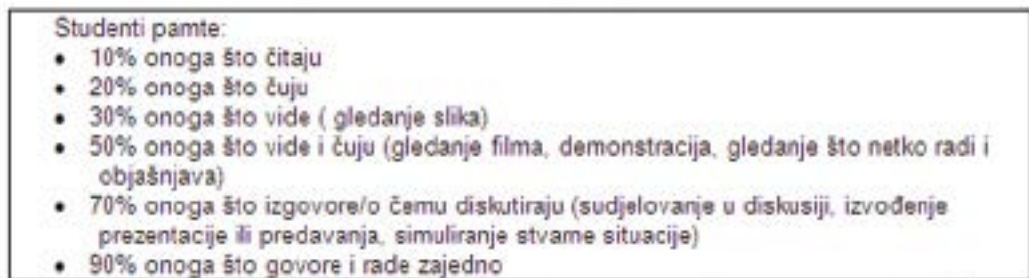 Studenti pamte:
• 10% onoga što čitaju
• 20% onoga što čuju
• 30% onoga što vide ( gledanje slika)
• 50% onoga što vide i čuju (gledanje filma, demonstracija, gledanje što netko radi i
objašnjava)
• 70% onoga što izgovore/o čemu diskutiraju (sudjelovanje u diskusiji, izvođenje
prezentacije ili predavanja, simuliranje stvarne situacije)
• 90% onoga što govore i rade zajedno